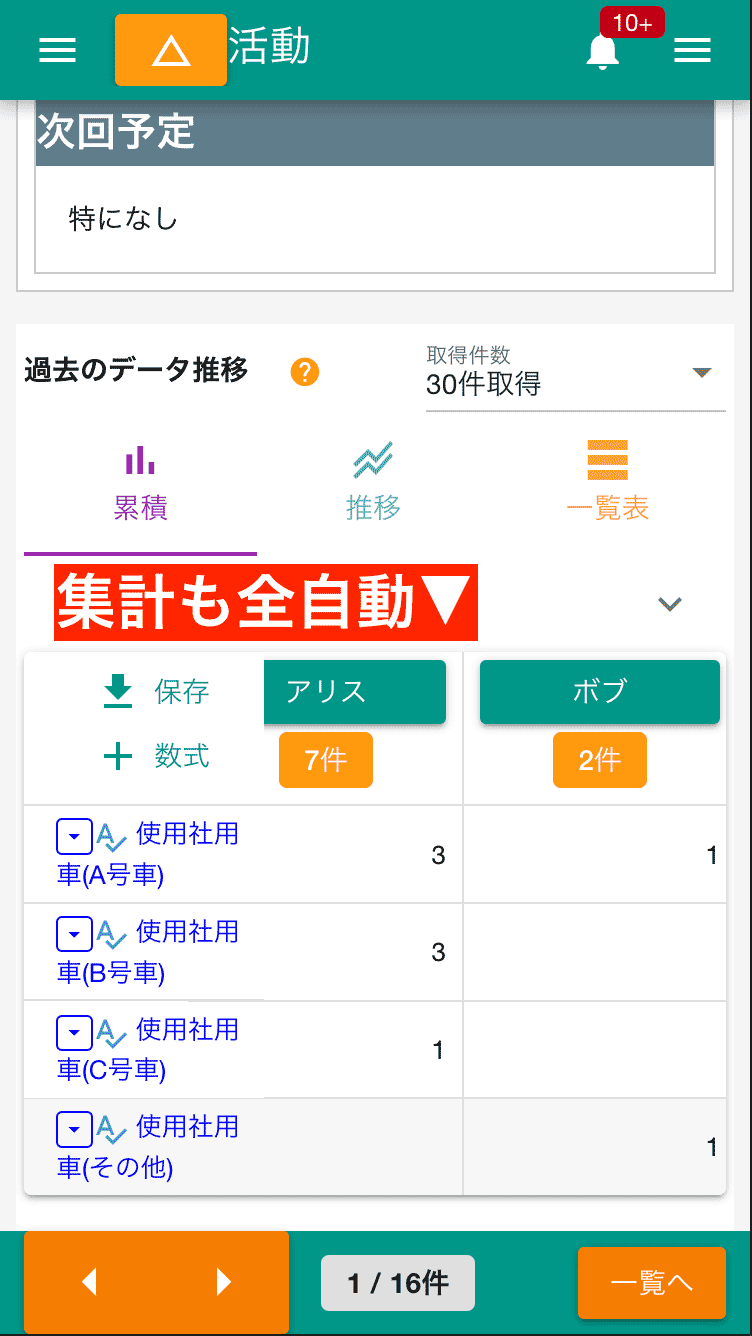 活動
10+
次回予定
特になし
過去のデータ推移
?
取得件数
30件取得
累積
推移
一覧表
集計も全自動▼
保存
アリス
ボブ
数式
7件
2件
使用社用
車(A号車)
3
1
使用社用
車(B号車)
3
使用社用
車(C号車)
1
使用社用
車(その他)
1
1 / 16件
一覧へ